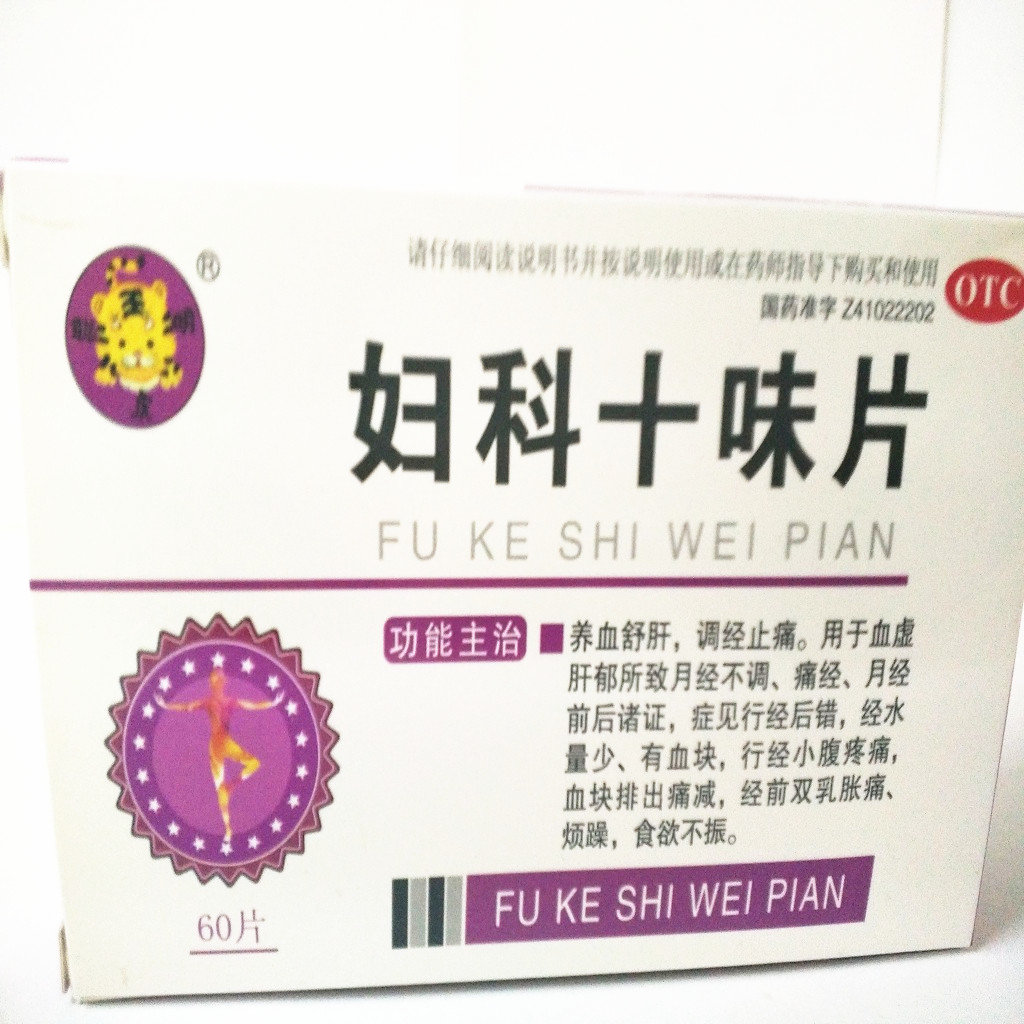 ®
请仔细阅读说明书并按说明使用或在药师指导下购买和使用
OTC
国药准字 Z41022202
妇科十味片
FU KE SHI WEI PIAN
功能主治
养血舒肝，调经止痛。用于血虚
肝郁所致月经不调、痛经、月经
前后诸证，症见行经后错，经水
量少、有血块，行经小腹疼痛，
血块排出痛减，经前双乳胀痛、
烦躁，食欲不振。
60片
FU KE SHI WEI PIAN